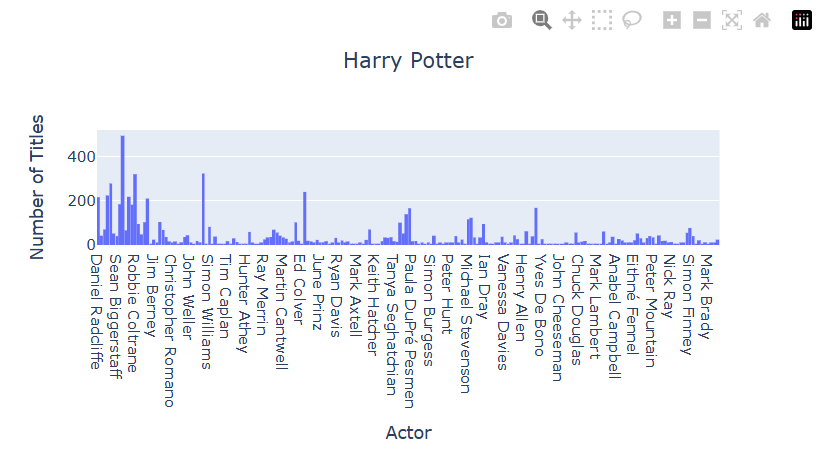 Harry Potter
Number of Titles
400
200
0
Daniel Radcliffe
Sean Biggerstaff
Robbie Coltrane
Jim Berney
Christopher Romano
John Weller
Simon Williams
Tim Caplan
Hunter Athey
Ray Merrin
Martin Cantwell
Ed Colver
June Prinz
Ryan Davis
Mark Axtell
Keith Hatcher
Tanya Seghatchian
Paula DuPré Pesmen
Simon Burgess
Peter Hunt
Michael Stevenson
Ian Dray
Vanessa Davies
Henry Allen
Yves De Bono
John Cheeseman
Chuck Douglas
Mark Lambert
Anabel Campbell
Eithné Fennel
Peter Mountain
Nick Ray
Simon Finney
Mark Brady
Actor